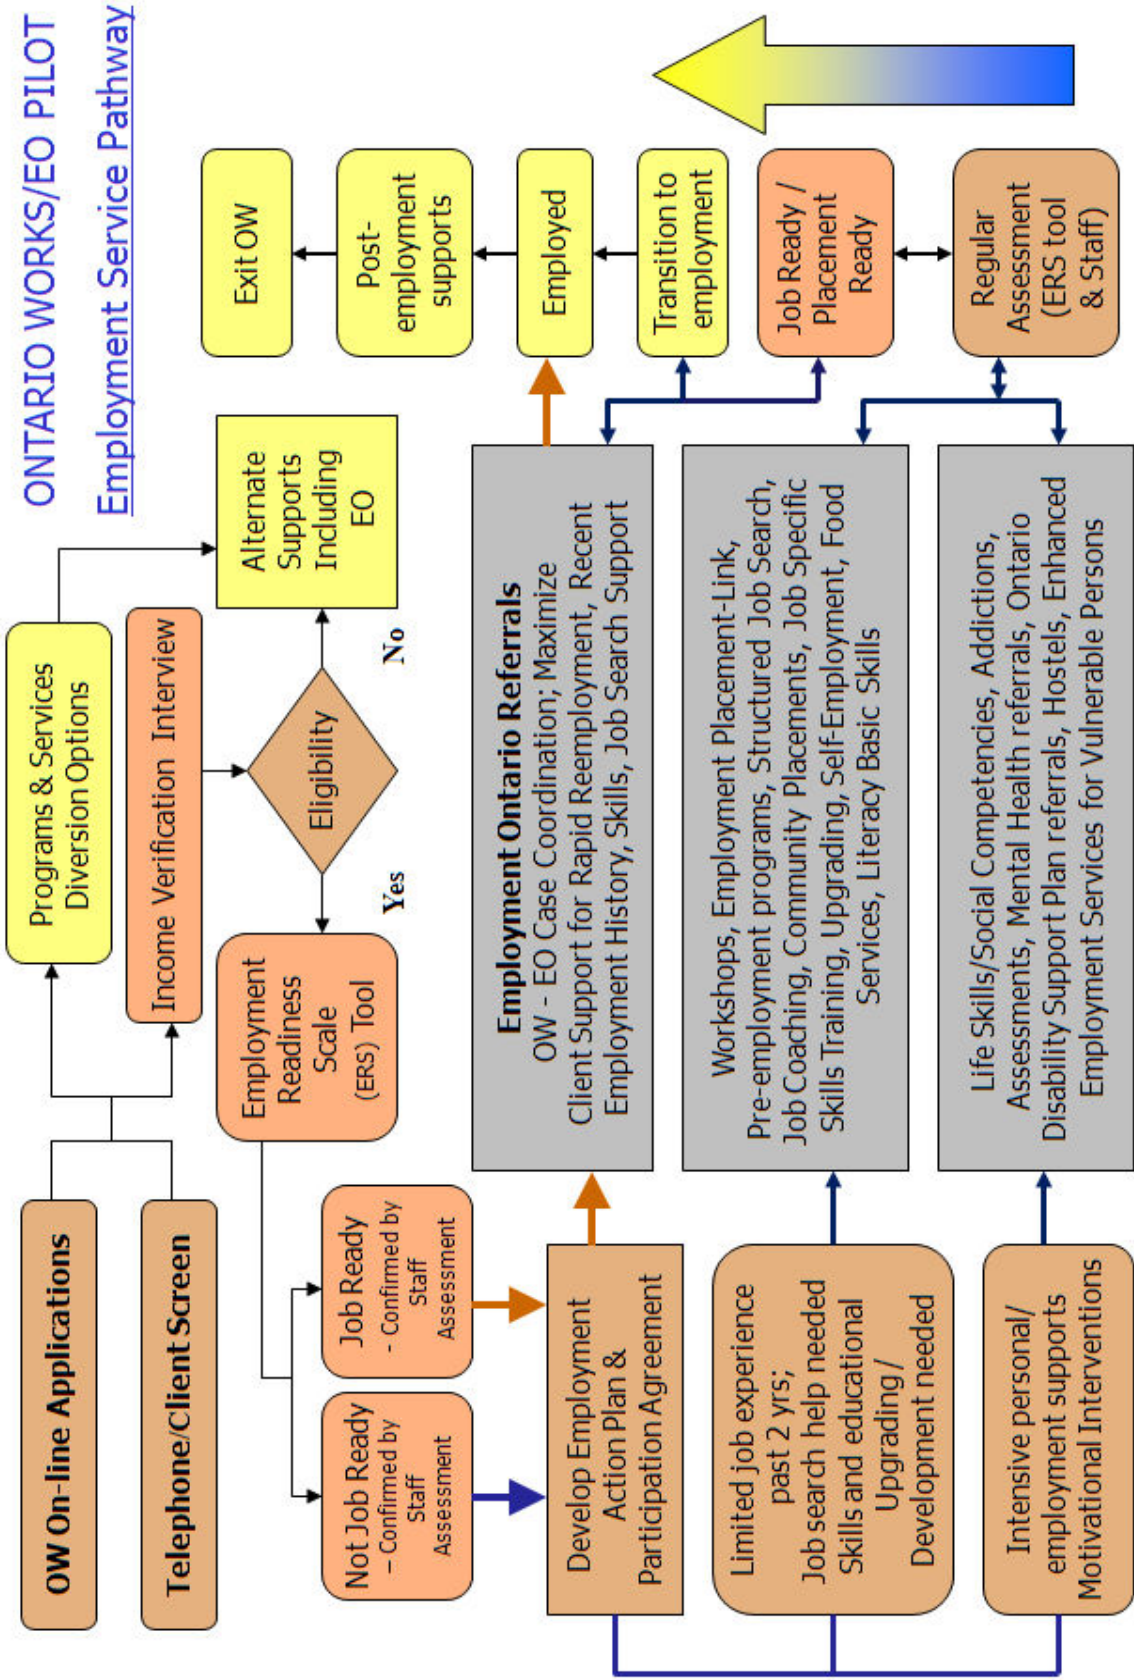 ONTARIO WORKS/EO PILOT
Employment Service Pathway
OW On-line Applications
Telephone/Client Screen
Programs & Services
Diversion Options
Income Verification Interview
Eligibility
Yes
No
Alternate
Supports
Including
EO
Employment
Readiness
Scale
(ERS) Tool
Not Job Ready
– Confirmed by
Staff
Assessment
Job Ready
- Confirmed by
Staff
Assessment
Develop Employment
Action Plan &
Participation Agreement
Limited job experience
past 2 yrs;
Job search help needed
Skills and educational
Upgrading/
Development needed
Intensive personal/
employment supports
Motivational Interventions
Employment Ontario Referrals
OW - EO Case Coordination; Maximize
Client Support for Rapid Reemployment, Recent
Employment History, Skills, Job Search Support
Workshops, Employment Placement-Link,
Pre-employment programs, Structured Job Search,
Job Coaching, Community Placements, Job Specific
Skills Training, Upgrading, Self-Employment, Food
Services, Literacy Basic Skills
Life Skills/Social Competencies, Addictions,
Assessments, Mental Health referrals, Ontario
Disability Support Plan referrals, Hostels, Enhanced
Employment Services for Vulnerable Persons
Exit OW
Post-
employment
supports
Employed
Transition to
employment
Job Ready /
Placement
Ready
Regular
Assessment
(ERS tool
& Staff)